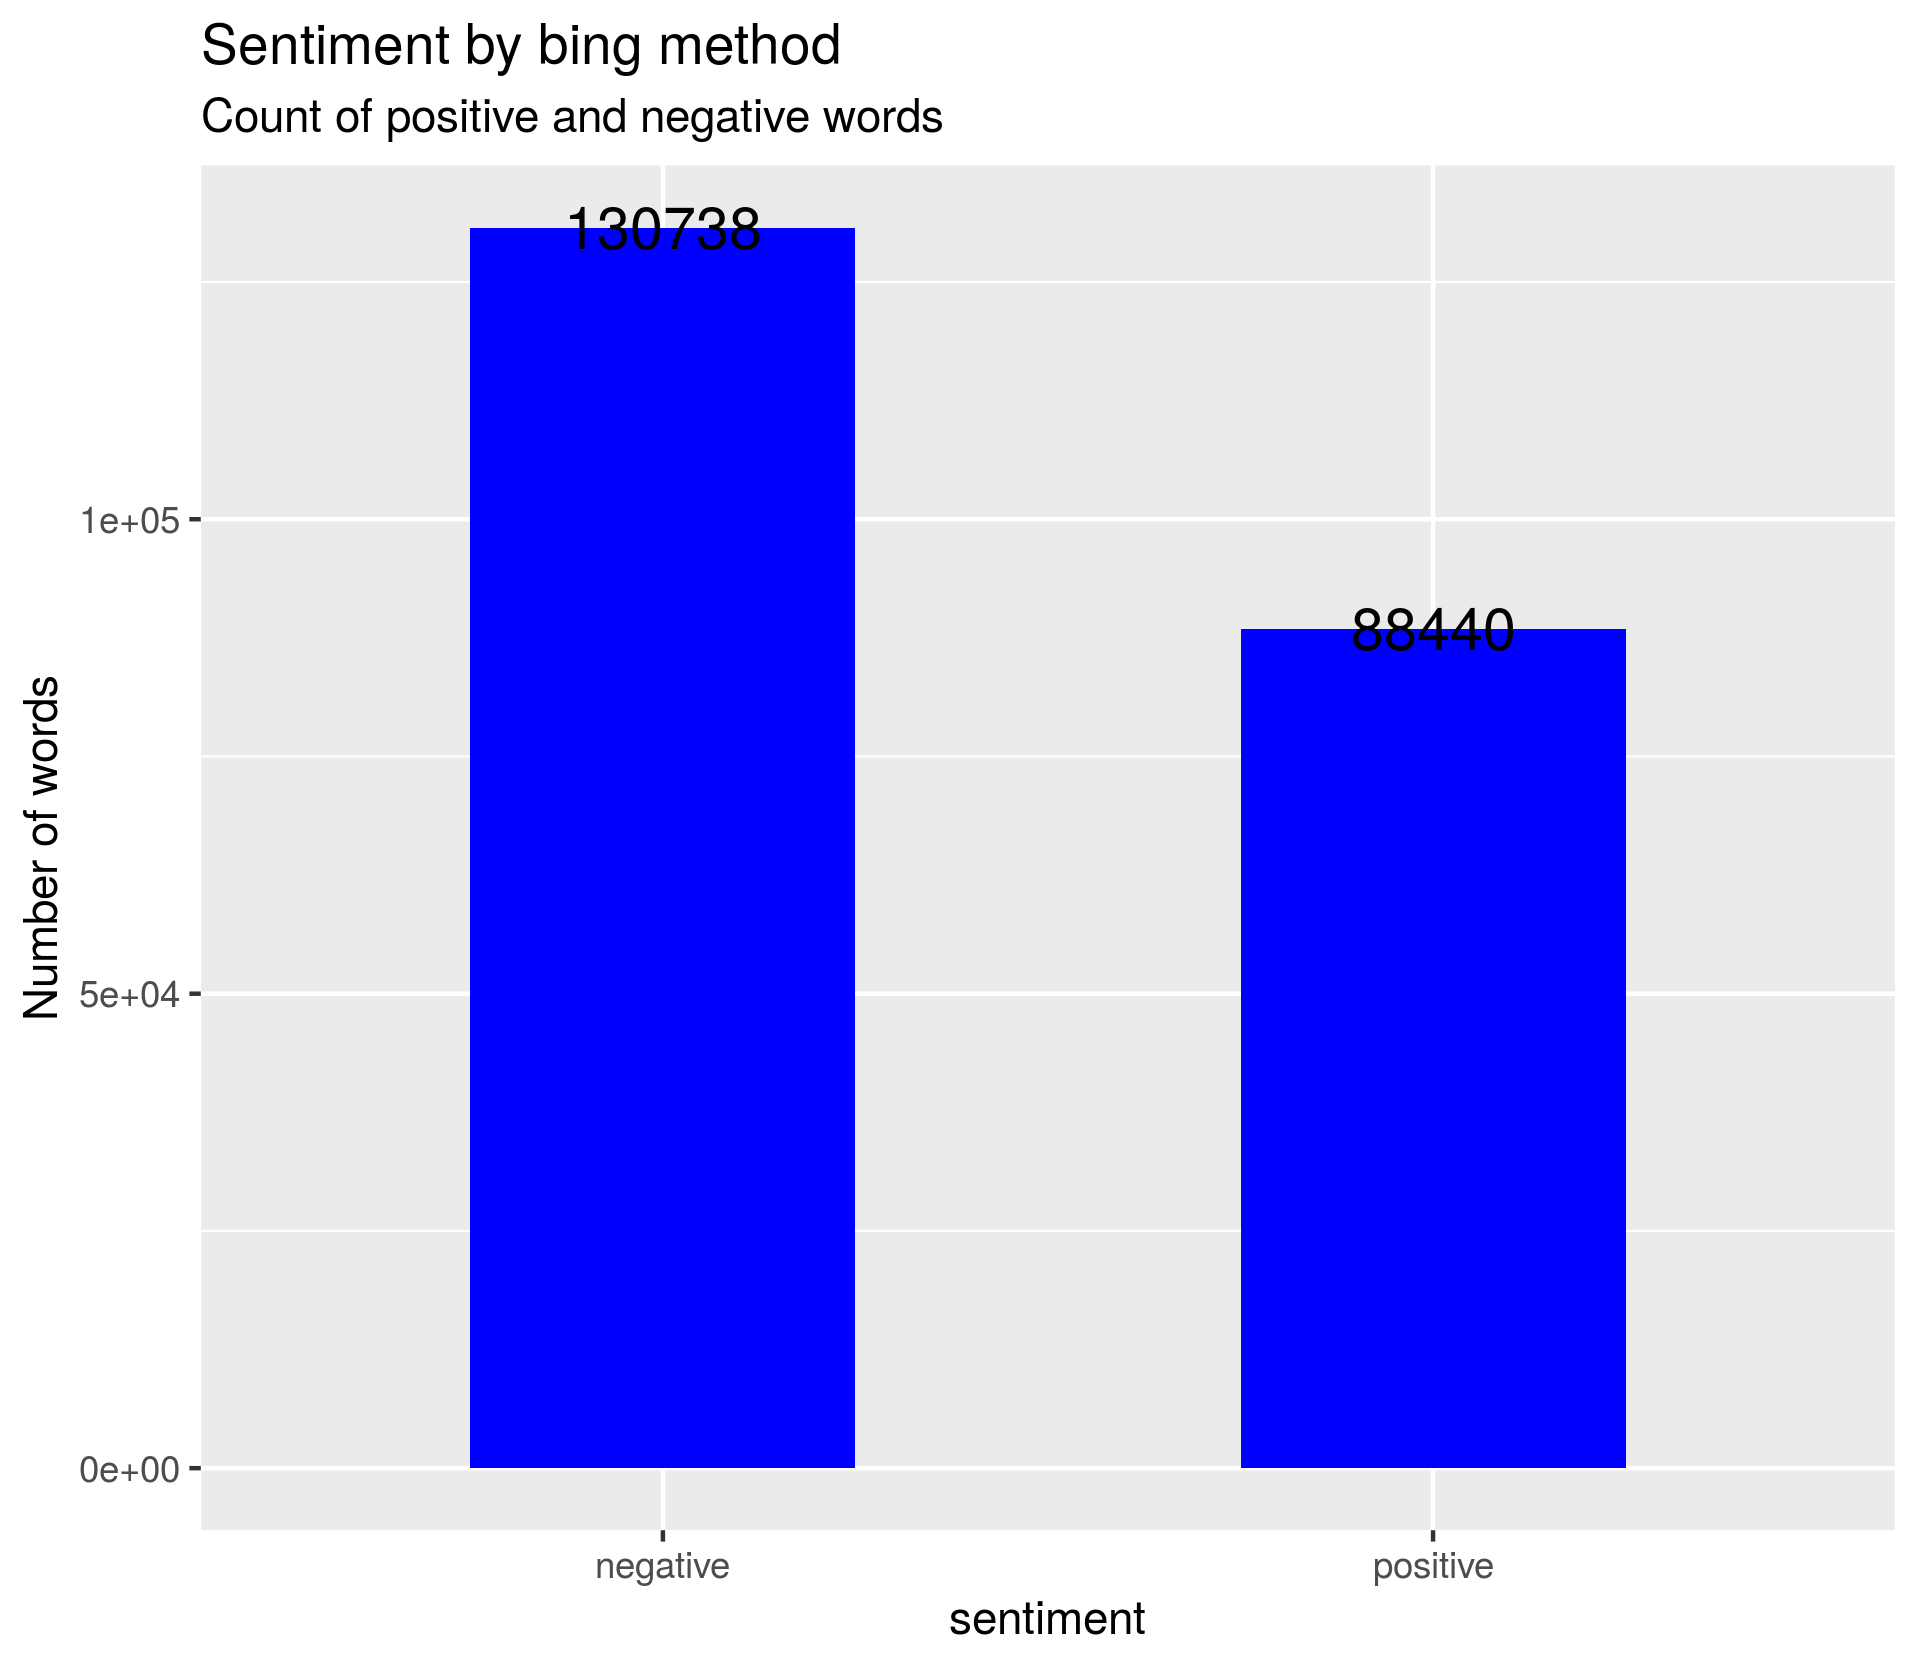 Sentiment by bing method
Count of positive and negative words
130738
1e+05
88440
Number of words
5e+04
0e+00
negative
positive
sentiment